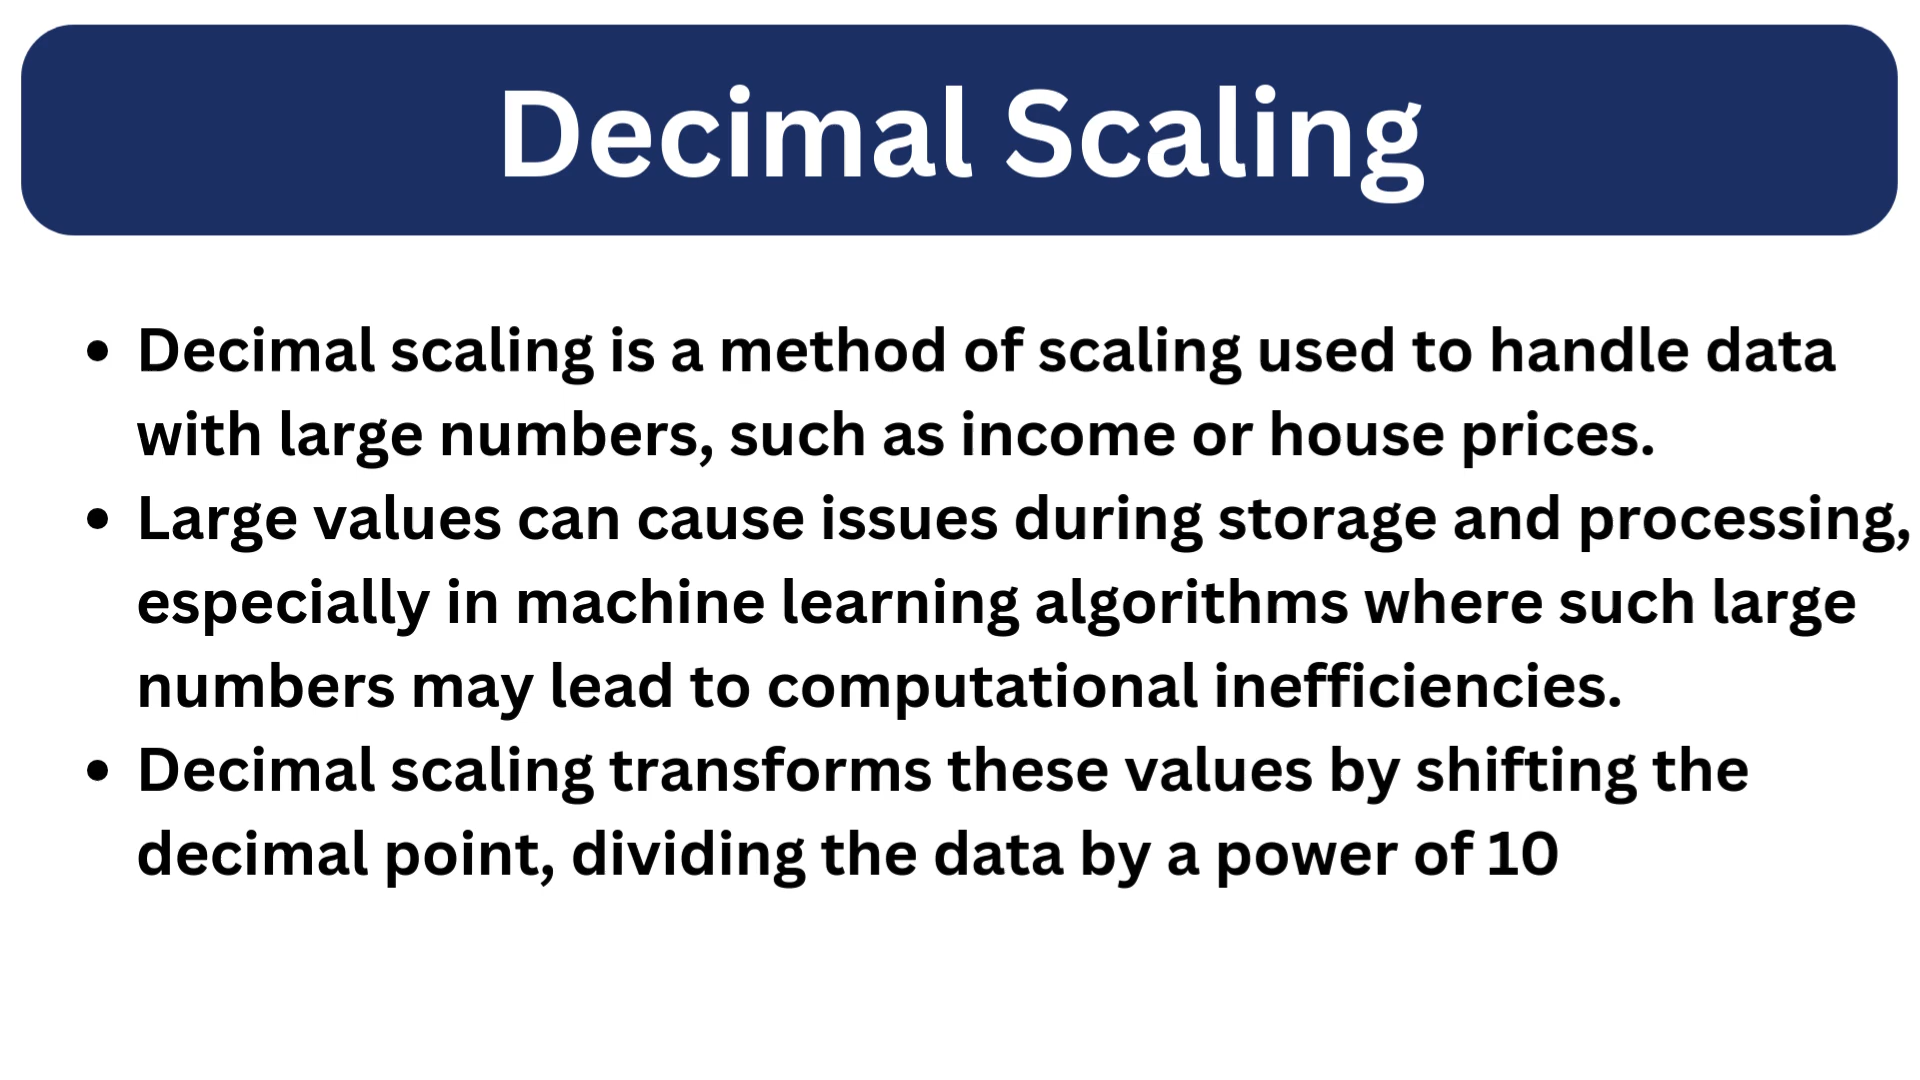 Decimal Scaling
• Decimal scaling is a method of scaling used to handle data
with large numbers, such as income or house prices.
• Large values can cause issues during storage and processing,
especially in machine learning algorithms where such large
numbers may lead to computational inefficiencies.
• Decimal scaling transforms these values by shifting the
decimal point, dividing the data by a power of 10